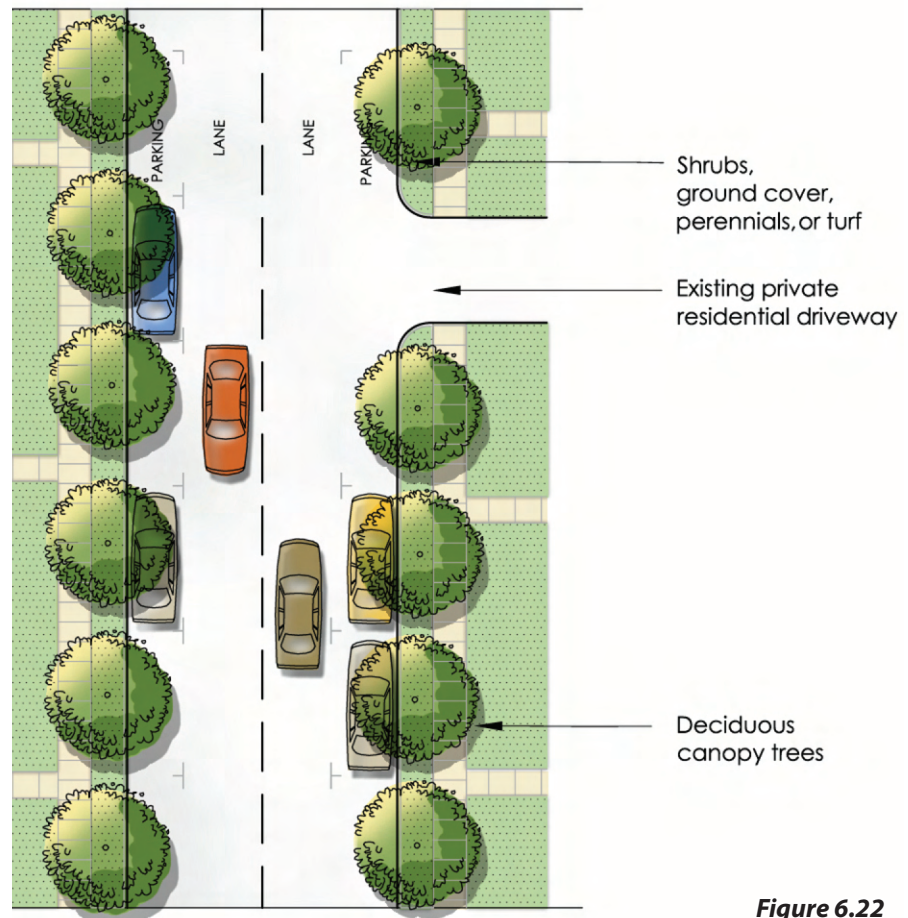 PARKING
LANE
LANE
PARKING
Shrubs,
ground cover,
perennials, or turf
Existing private
residential driveway
Deciduous
canopy trees
Figure 6.22